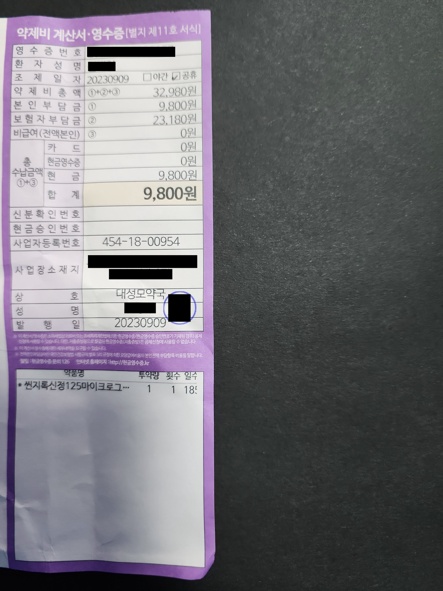 약제비 계산서·영수증[별지 제11호 서식]
영수증번호
환자성명
조제일자 20230909 □야간 ☑공휴
약제비총액 ①+②+③ 32,980원
본인부담금 ① 9,800원
보험자부담금 ② 23,180원
비급여(전액본인) ③ 0원
총수납금액 ①+③
카드 0원
현금영수증 0원
현금 9,800원
합계 9,800원
신분확인번호
현금승인번호
사업자등록번호 454-18-00954
사업장소재지
상호 대성모약국
성명
발행일 20230909
약품명 투약량 횟수 일수
* 씬지록신정125마이크로그… 1 1 185